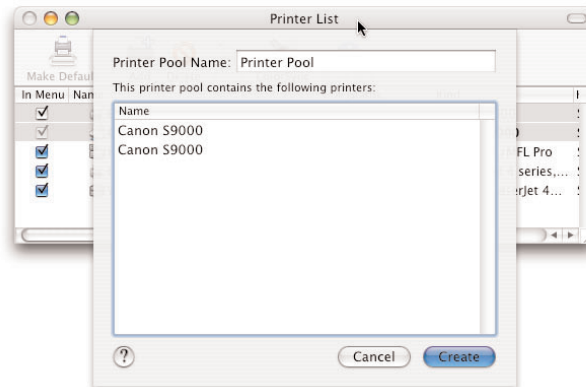 Printer List
Make Defaul
Printer Pool Name: Printer Pool
This printer pool contains the following printers:
In Menu Nam
Name
Canon S9000
Canon S9000
FL Pro
series,...
rJet 4...
?
Cancel
Create